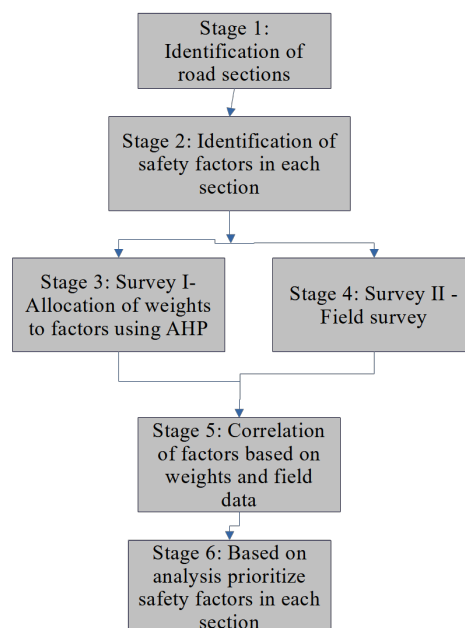 Stage 1:
Identification of
road sections
Stage 2: Identification of
safety factors in each
section
Stage 3: Survey I-
Allocation of weights
to factors using AHP
Stage 4: Survey II -
Field survey
Stage 5: Correlation
of factors based on
weights and field
data
Stage 6: Based on
analysis prioritize
safety factors in each
section